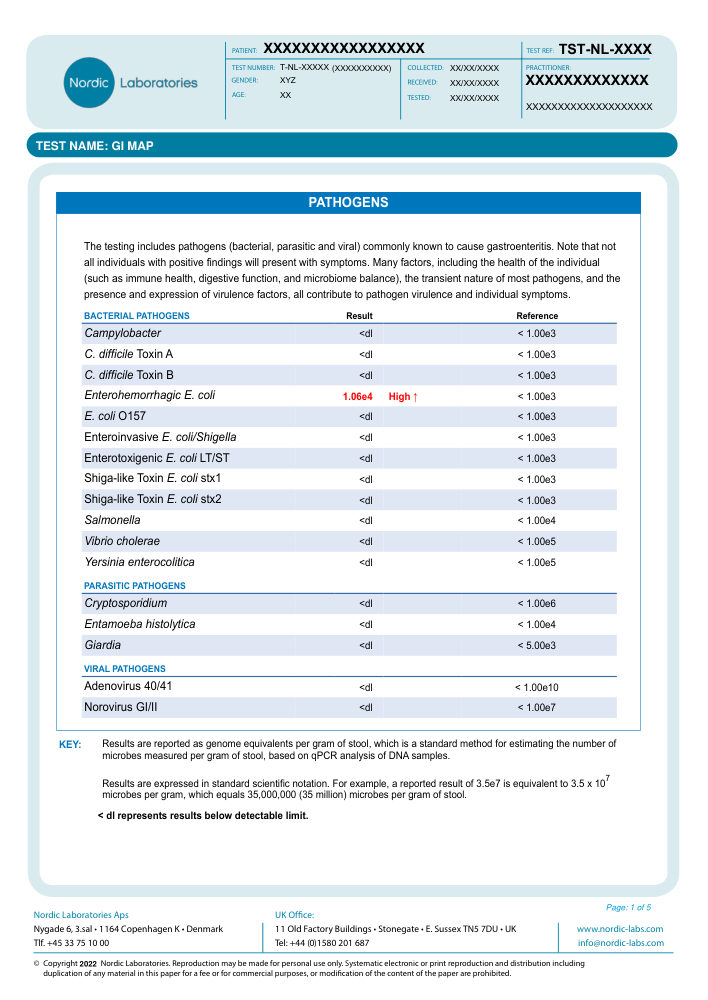 Nordic Laboratories
PATIENT: XXXXXXXXXXXXXXXXX
TEST NUMBER: T-NL-XXXXX (XXXXXXXXXX)
GENDER: XYZ
AGE: XX
COLLECTED: XX/XX/XXXX
RECEIVED: XX/XX/XXXX
TESTED: XX/XX/XXXX
TEST REF: TST-NL-XXXX
PRACTITIONER:
XXXXXXXXXXXXX
XXXXXXXXXXXXXXXXXXX
TEST NAME: GI MAP
PATHOGENS
The testing includes pathogens (bacterial, parasitic and viral) commonly known to cause gastroenteritis. Note that not
all individuals with positive findings will present with symptoms. Many factors, including the health of the individual
(such as immune health, digestive function, and microbiome balance), the transient nature of most pathogens, and the
presence and expression of virulence factors, all contribute to pathogen virulence and individual symptoms.
BACTERIAL PATHOGENS Result Reference
Campylobacter <dl < 1.00e3
C. difficile Toxin A <dl < 1.00e3
C. difficile Toxin B <dl < 1.00e3
Enterohemorrhagic E. coli 1.06e4 High ↑ < 1.00e3
E. coli O157 <dl < 1.00e3
Enteroinvasive E. coli/Shigella <dl < 1.00e3
Enterotoxigenic E. coli LT/ST <dl < 1.00e3
Shiga-like Toxin E. coli stx1 <dl < 1.00e3
Shiga-like Toxin E. coli stx2 <dl < 1.00e3
Salmonella <dl < 1.00e4
Vibrio cholerae <dl < 1.00e5
Yersinia enterocolitica <dl < 1.00e5
PARASITIC PATHOGENS
Cryptosporidium <dl < 1.00e6
Entamoeba histolytica <dl < 1.00e4
Giardia <dl < 5.00e3
VIRAL PATHOGENS
Adenovirus 40/41 <dl < 1.00e10
Norovirus GI/II <dl < 1.00e7
KEY: Results are reported as genome equivalents per gram of stool, which is a standard method for estimating the number of
microbes measured per gram of stool, based on qPCR analysis of DNA samples.
Results are expressed in standard scientific notation. For example, a reported result of 3.5e7 is equivalent to 3.5 x 10⁷
microbes per gram, which equals 35,000,000 (35 million) microbes per gram of stool.
< dl represents results below detectable limit.
Page: 1 of 5
Nordic Laboratories Aps
Nygade 6, 3.sal • 1164 Copenhagen K • Denmark
Tlf. +45 33 75 10 00
UK Office:
11 Old Factory Buildings • Stonegate • E. Sussex TN5 7DU • UK
Tel: +44 (0)1580 201 687
www.nordic-labs.com
info@nordic-labs.com
© Copyright 2022 Nordic Laboratories. Reproduction may be made for personal use only. Systematic electronic or print reproduction and distribution including
duplication of any material in this paper for a fee or for commercial purposes, or modification of the content of the paper are prohibited.